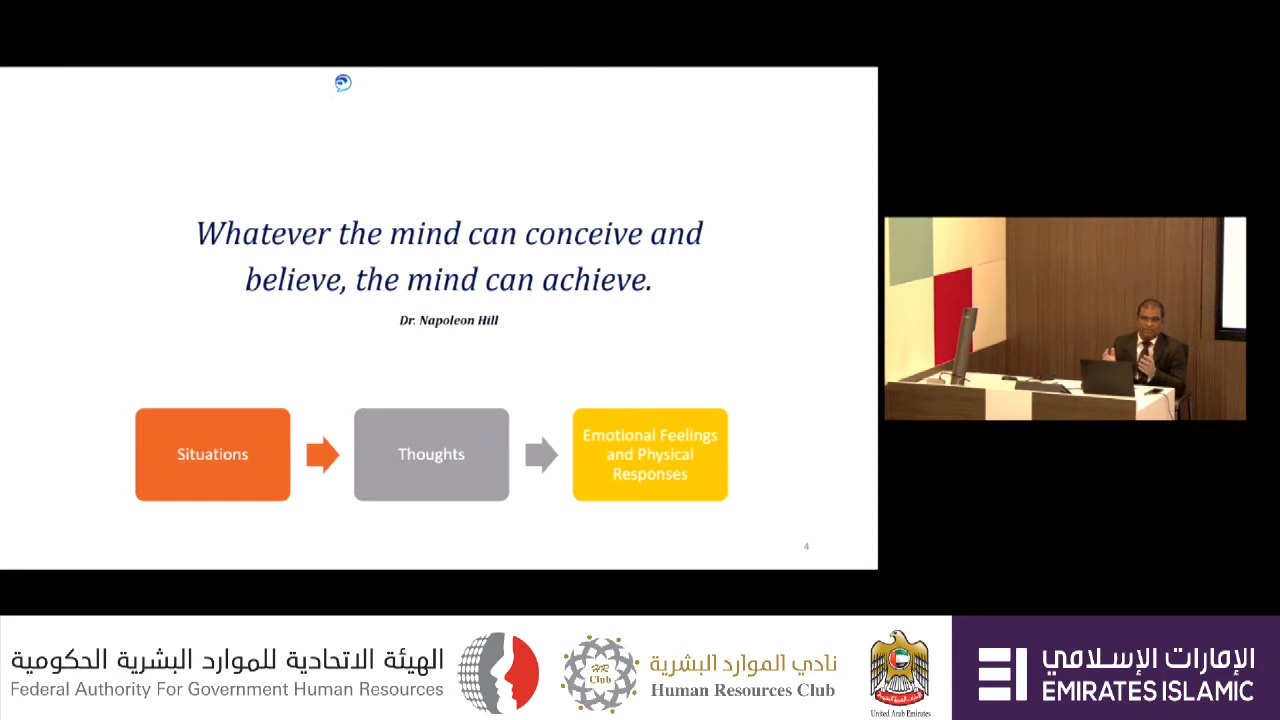 Whatever the mind can conceive and
believe, the mind can achieve.
Dr. Napoleon Hill
Situations
Thoughts
Emotional Feelings
and Physical
Responses
4
الهيئة الاتحادية للموارد البشرية الحكومية
Federal Authority For Government Human Resources
HR
Club
نادي الموارد البشرية
Human Resources Club
United Arab Emirates
الإمارات الإسلامي
EMIRATES ISLAMIC